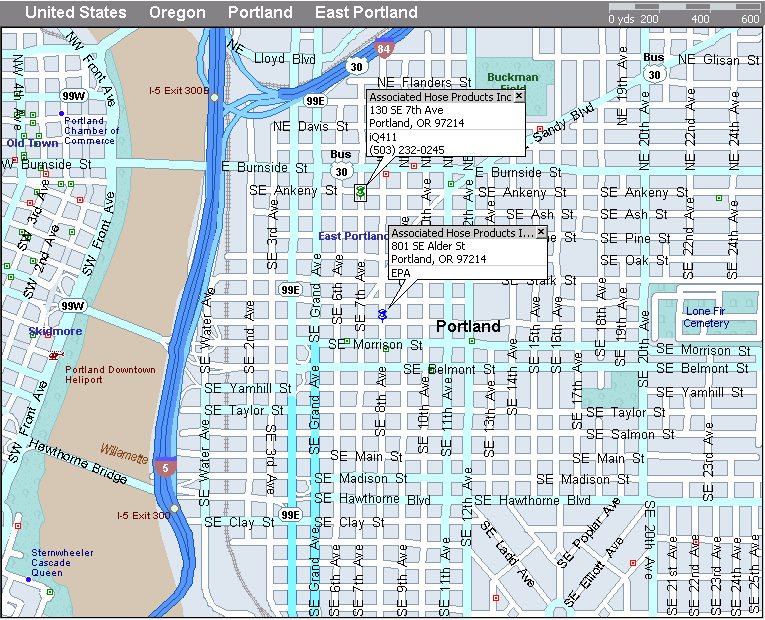 United States Oregon Portland East Portland
0 yds 200 400 600
NW Front Ave
NE Lloyd Blvd
84
30
Bus
30
NE Glisan St
NW 4th Ave
99W
I-5 Exit 300B
99E
NE Flanders St
Buckman Field
NE 19th Ave
NE 20th Ave
NE 22nd Ave
NE 24th Ave
Portland
Chamber of
Commerce
Old Town
NE Davis St
Associated Hose Products Inc
130 SE 7th Ave
Portland, OR 97214
iQ411
(503) 232-0245
Sandy Blvd
W Burnside St
E Burnside St
Bus
30
E Burnside St
SE Ankeny St
SE Ankeny St
SE Ankeny St
SW 3rd Ave
SW 2nd Ave
SW Front Ave
SE 3rd Ave
SE Ash St
SE Ash St
East Portland
Associated Hose Products I...
801 SE Alder St
Portland, OR 97214
EPA
SE Pine St
SE Oak St
SE 22nd Ave
SE 24th Ave
99W
99E
SE Water Ave
SE 2nd Ave
SE Grand Ave
SE 6th Ave
SE 7th Ave
Portland
SE 15th Ave
SE 16th Ave
SE 18th Ave
SE 19th Ave
SE 20th Ave
Lone Fir
Cemetery
Skidmore
SE Morrison St
SE Morrison St
Portland Downtown
Heliport
SE Belmont St
SE Belmont St
SE Yamhill St
SE Yamhill St
SE Taylor St
SE Taylor St
SE 8th Ave
SE 10th Ave
SE 11th Ave
SE 13th Ave
SE 14th Ave
SE 17th Ave
SW Front Ave
Hawthorne Bridge
Willamette
5
SE Water Ave
SE 3rd Ave
SE Grand Ave
SE Salmon St
SE Main St
SE Main St
SE Madison St
SE Madison St
SE 23rd Ave
SE Hawthorne Blvd
SE Hawthorne Blvd
SE 12th Ave
I-5 Exit 300
99E
SE Clay St
SE Clay St
SE Grand Ave
SE 6th Ave
SE 7th Ave
SE 9th Ave
SE 11th Ave
SE Ladd Ave
SE Poplar Ave
SE Elliott Ave
SE 20th Ave
SE 21st Ave
SE 22nd Ave
SE 24th Ave
SE 25th Ave
Sternwheeler
Cascade
Queen